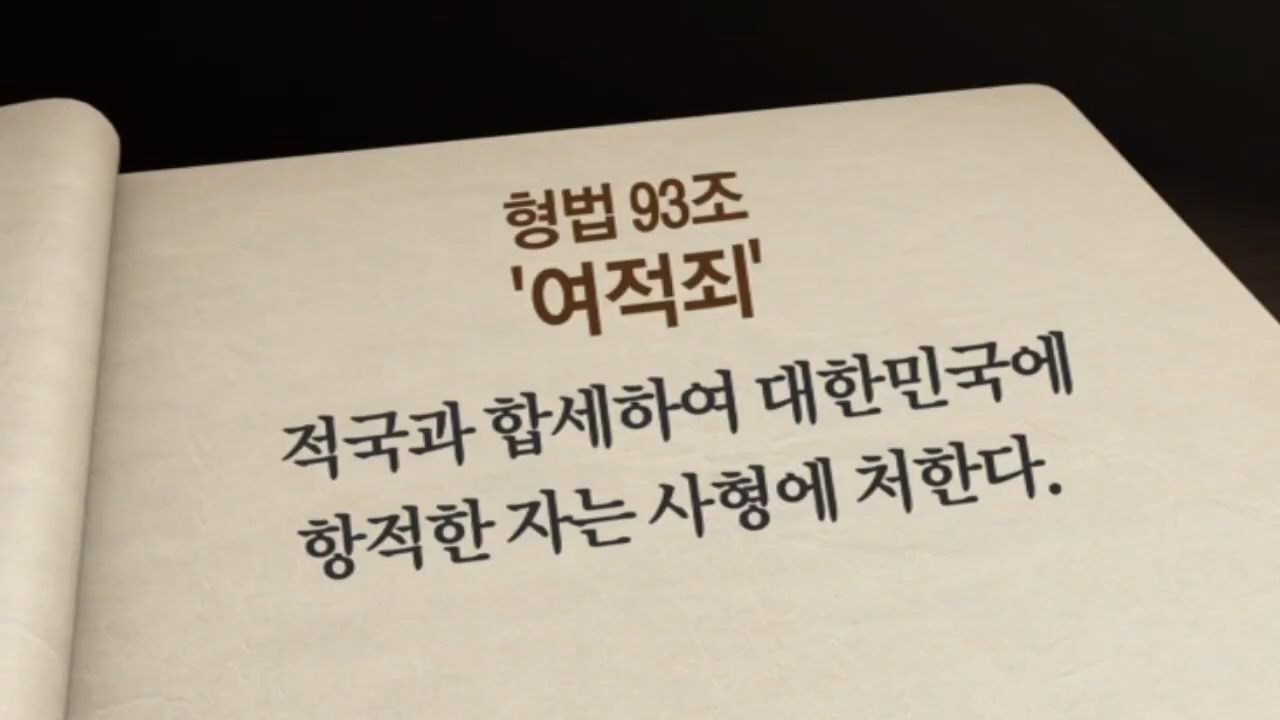 형법 93조
'여적죄'
적국과 합세하여 대한민국에
항적한 자는 사형에 처한다.